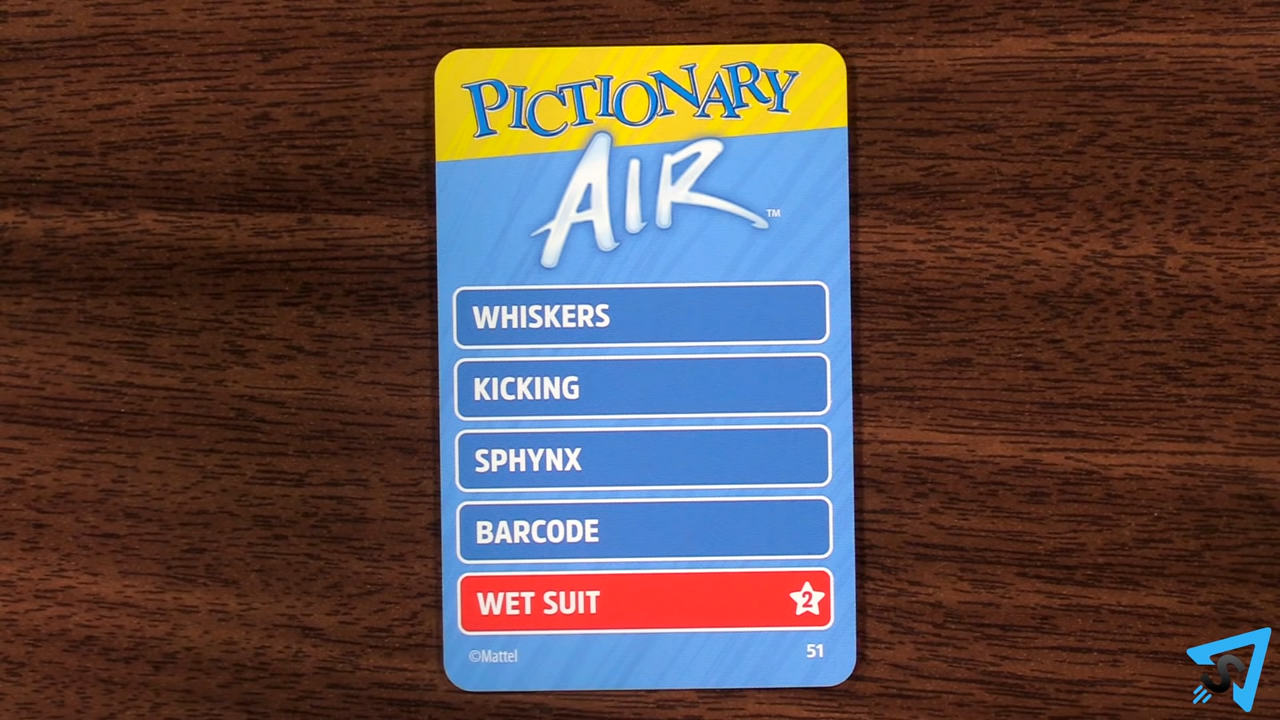 PICTIONARY
AIR™
WHISKERS
KICKING
SPHYNX
BARCODE
WET SUIT 2
©Mattel 51